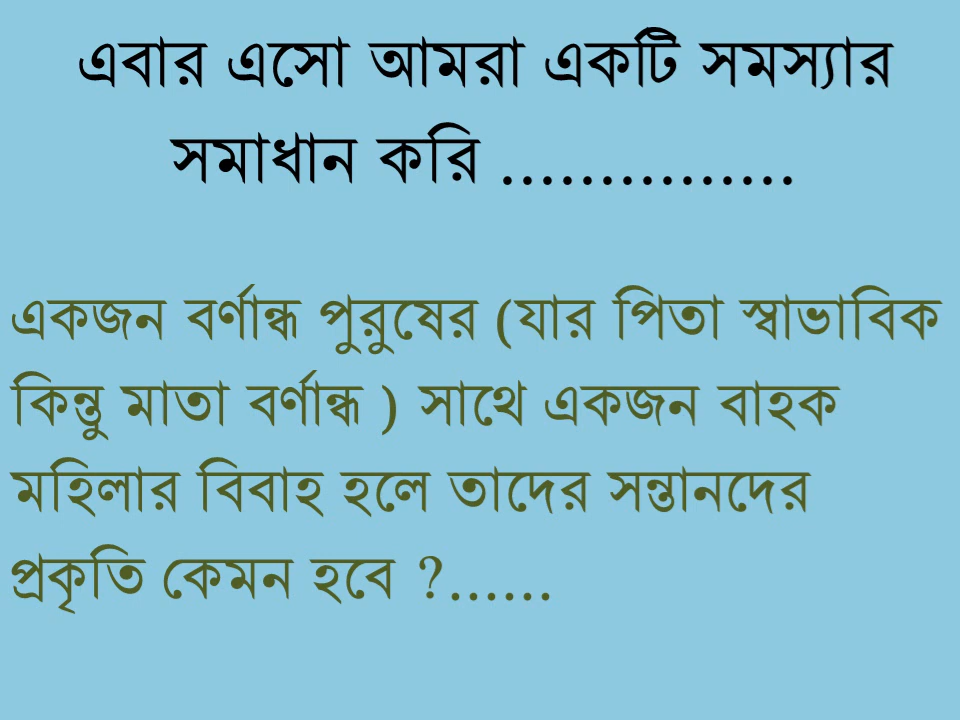 এবার এসো আমরা একটি সমস্যার
সমাধান করি ...............
একজন বর্ণান্ধ পুরুষের (যার পিতা স্বাভাবিক
কিন্তু মাতা বর্ণান্ধ ) সাথে একজন বাহক
মহিলার বিবাহ হলে তাদের সন্তানদের
প্রকৃতি কেমন হবে ?......